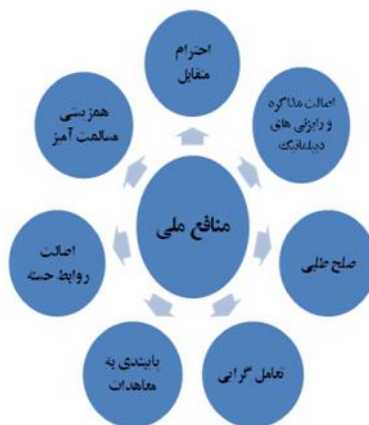 احترام
متقابل
اصالت مذاکره
و رایزنی های
دیپلماتیک
صلح طلبی
تعامل گرایی
پایبندی به
معاهدات
اصالت
روابط حسنه
همزیستی
مسالمت آمیز
منافع ملی